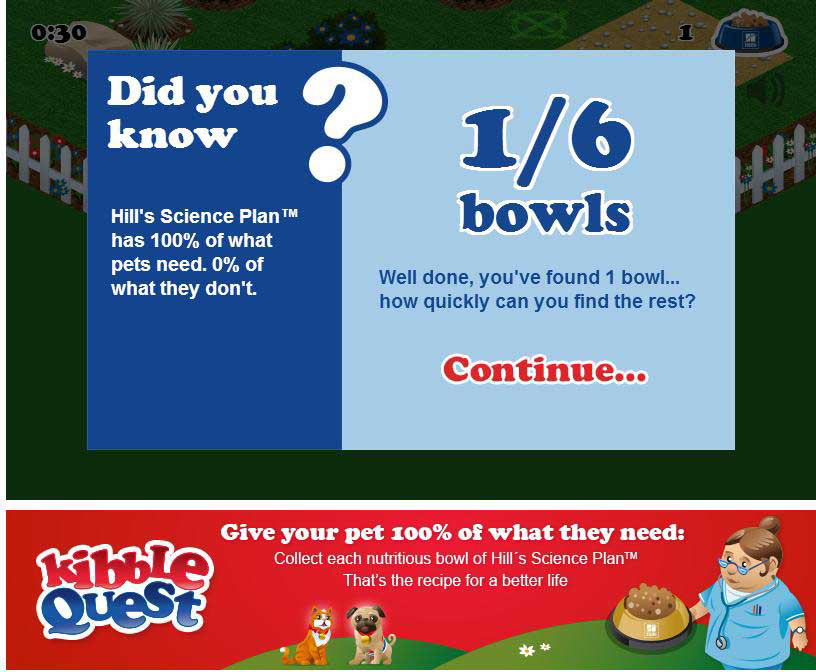 0:30
1
Did you
know
?
Hill's Science Plan™
has 100% of what
pets need. 0% of
what they don't.
1/6
bowls
Well done, you've found 1 bowl...
how quickly can you find the rest?
Continue...
kibble
Quest
Give your pet 100% of what they need:
Collect each nutritious bowl of Hill´s Science Plan™
That's the recipe for a better life